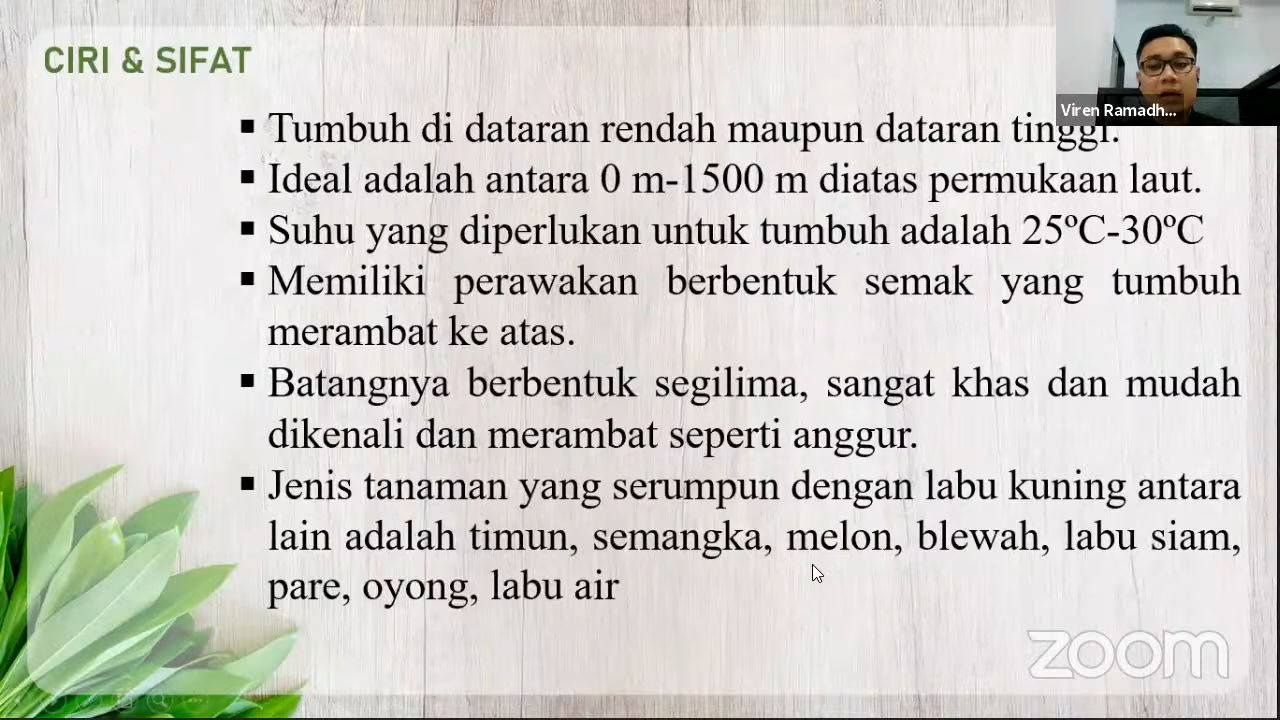 CIRI & SIFAT
Viren Ramadh...
▪ Tumbuh di dataran rendah maupun dataran tinggi.
▪ Ideal adalah antara 0 m-1500 m diatas permukaan laut.
▪ Suhu yang diperlukan untuk tumbuh adalah 25ºC-30ºC
▪ Memiliki perawakan berbentuk semak yang tumbuh
merambat ke atas.
▪ Batangnya berbentuk segilima, sangat khas dan mudah
dikenali dan merambat seperti anggur.
▪ Jenis tanaman yang serumpun dengan labu kuning antara
lain adalah timun, semangka, melon, blewah, labu siam,
pare, oyong, labu air
zoom